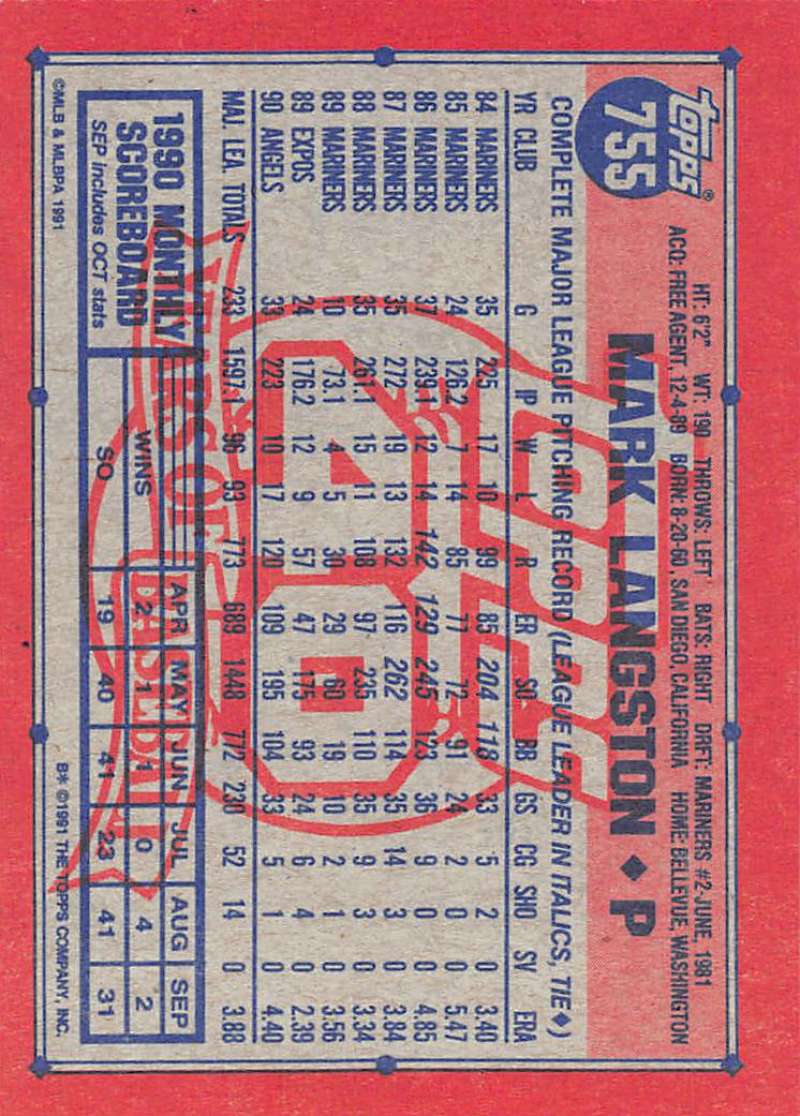 TOPPS®
755
HT: 6'2" WT: 190 THROWS: LEFT BATS: RIGHT DRFT: MARINERS #2-JUNE, 1981
ACQ: FREE AGENT, 12-4-89 BORN: 8-20-60, SAN DIEGO, CALIFORNIA HOME: BELLEVUE, WASHINGTON
MARK LANGSTON ♦ P
COMPLETE MAJOR LEAGUE PITCHING RECORD (LEAGUE LEADER IN ITALICS, TIE♦)
YR CLUB G IP W L R ER SO BB GS CG SHO SV ERA
84 MARINERS 35 225 17 10 99 85 204 118 33 5 2 0 3.40
85 MARINERS 24 126.2 7 14 85 77 72 91 24 2 0 0 5.47
86 MARINERS 37 239.1 12 14 142 129 245 123 36 9 0 0 4.85
87 MARINERS 35 272 19 13 132 116 262 114 35 14 3 0 3.84
88 MARINERS 35 261.1 15 11 108 97 235 110 35 9 3 0 3.34
89 MARINERS 10 73.1 4 5 30 29 60 19 10 2 1 0 3.56
89 EXPOS 24 176.2 12 9 57 47 175 93 24 6 4 0 2.39
90 ANGELS 33 223 10 17 120 109 195 104 33 5 1 0 4.40
MAJ. LEA. TOTALS 233 1597.1 96 93 773 689 1448 772 230 52 14 0 3.88
TOPPS
40
YEARS OF BASEBALL
1990 MONTHLY
SCOREBOARD
SEP includes OCT stats
APR MAY JUN JUL AUG SEP
WINS 2 1 1 0 4 2
SO 19 40 41 23 41 31
©MLB & MLBPA 1991
B* ©1991 THE TOPPS COMPANY, INC.